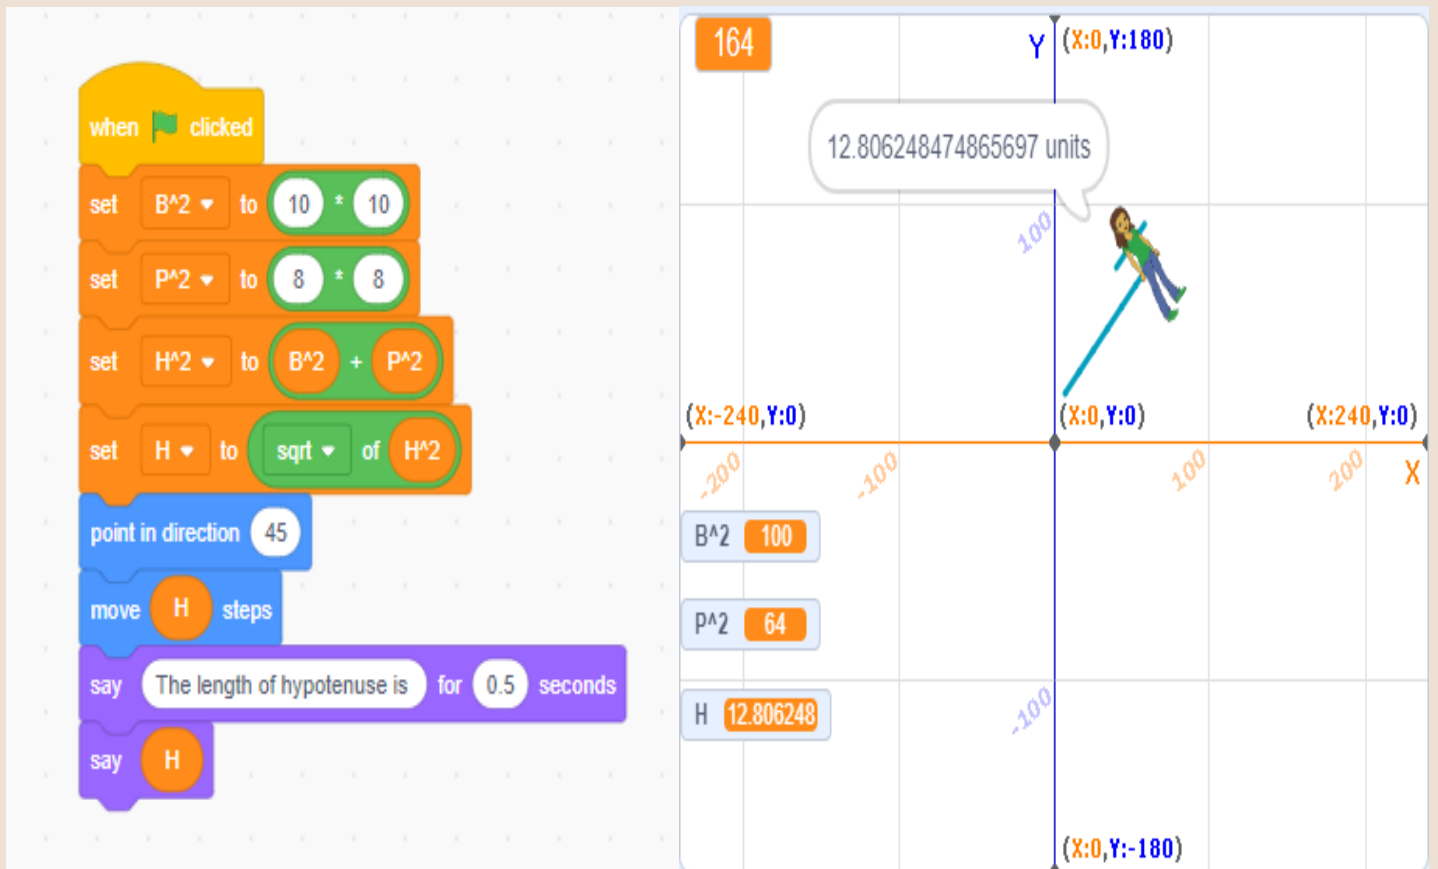 when clicked
set B^2 to 10 * 10
set P^2 to 8 * 8
set H^2 to B^2 + P^2
set H to sqrt of H^2
point in direction 45
move H steps
say The length of hypotenuse is for 0.5 seconds
say H
164
Y (X:0,Y:180)
12.806248474865697 units
100
(X:-240,Y:0) (X:0,Y:0) (X:240,Y:0)
-200 -100 100 200 X
B^2 100
P^2 64
-100
H 12.806248
(X:0,Y:-180)